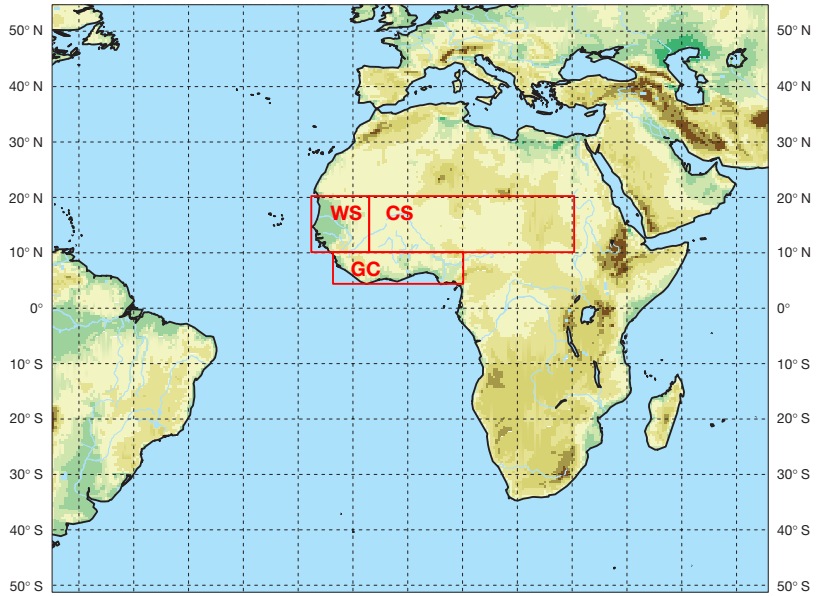 50° N 50° N
40° N 40° N
30° N 30° N
20° N 20° N
WS CS
10° N 10° N
GC
0° 0°
10° S 10° S
20° S 20° S
30° S 30° S
40° S 40° S
50° S 50° S